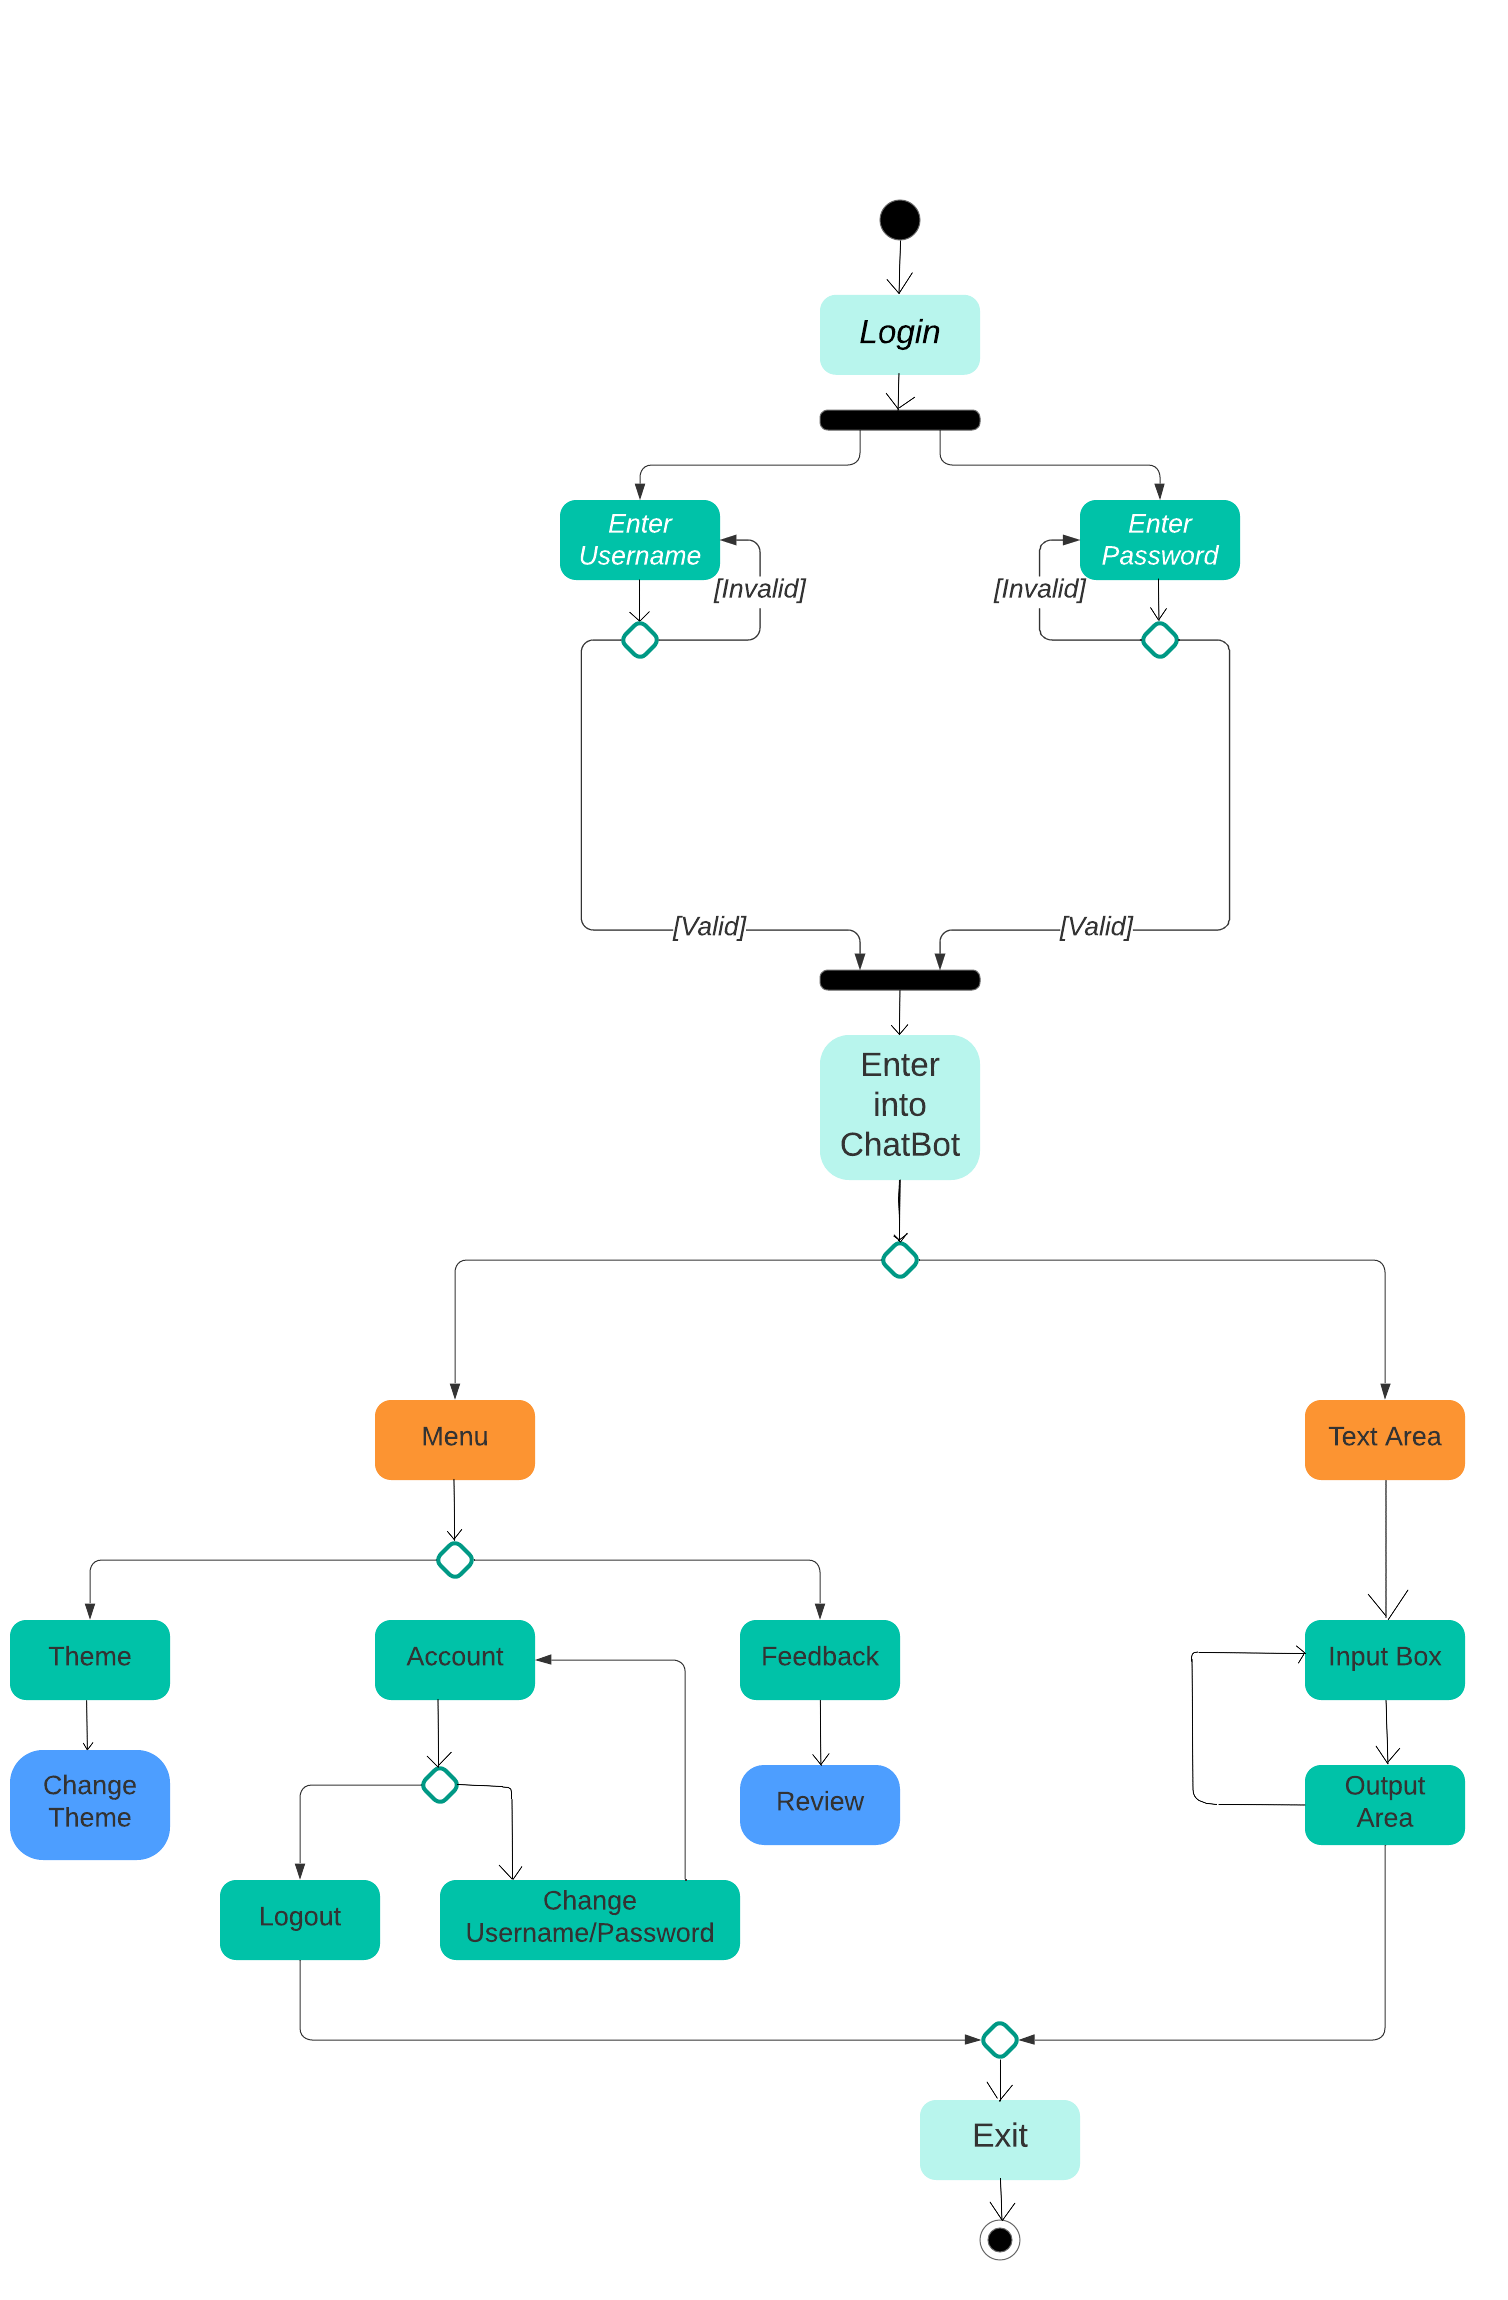 Login
Enter
Username
Enter
Password
[Invalid]
[Invalid]
[Valid]
[Valid]
Enter
into
ChatBot
Menu
Text Area
Theme
Account
Feedback
Input Box
Change
Theme
Review
Output
Area
Logout
Change
Username/Password
Exit